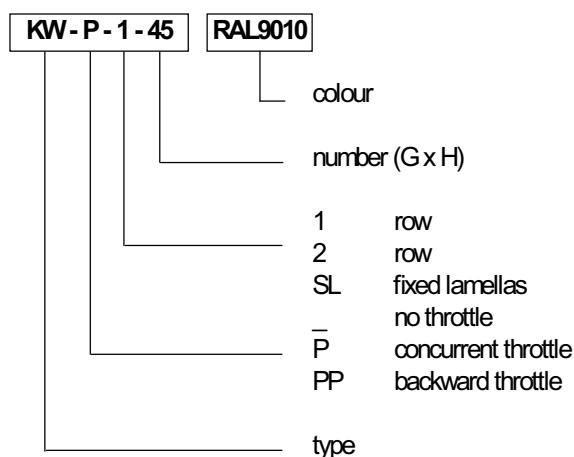 KW - P - 1 - 45 RAL9010
colour
number (G x H)
1 row
2 row
SL fixed lamellas
_ no throttle
P concurrent throttle
PP backward throttle
type